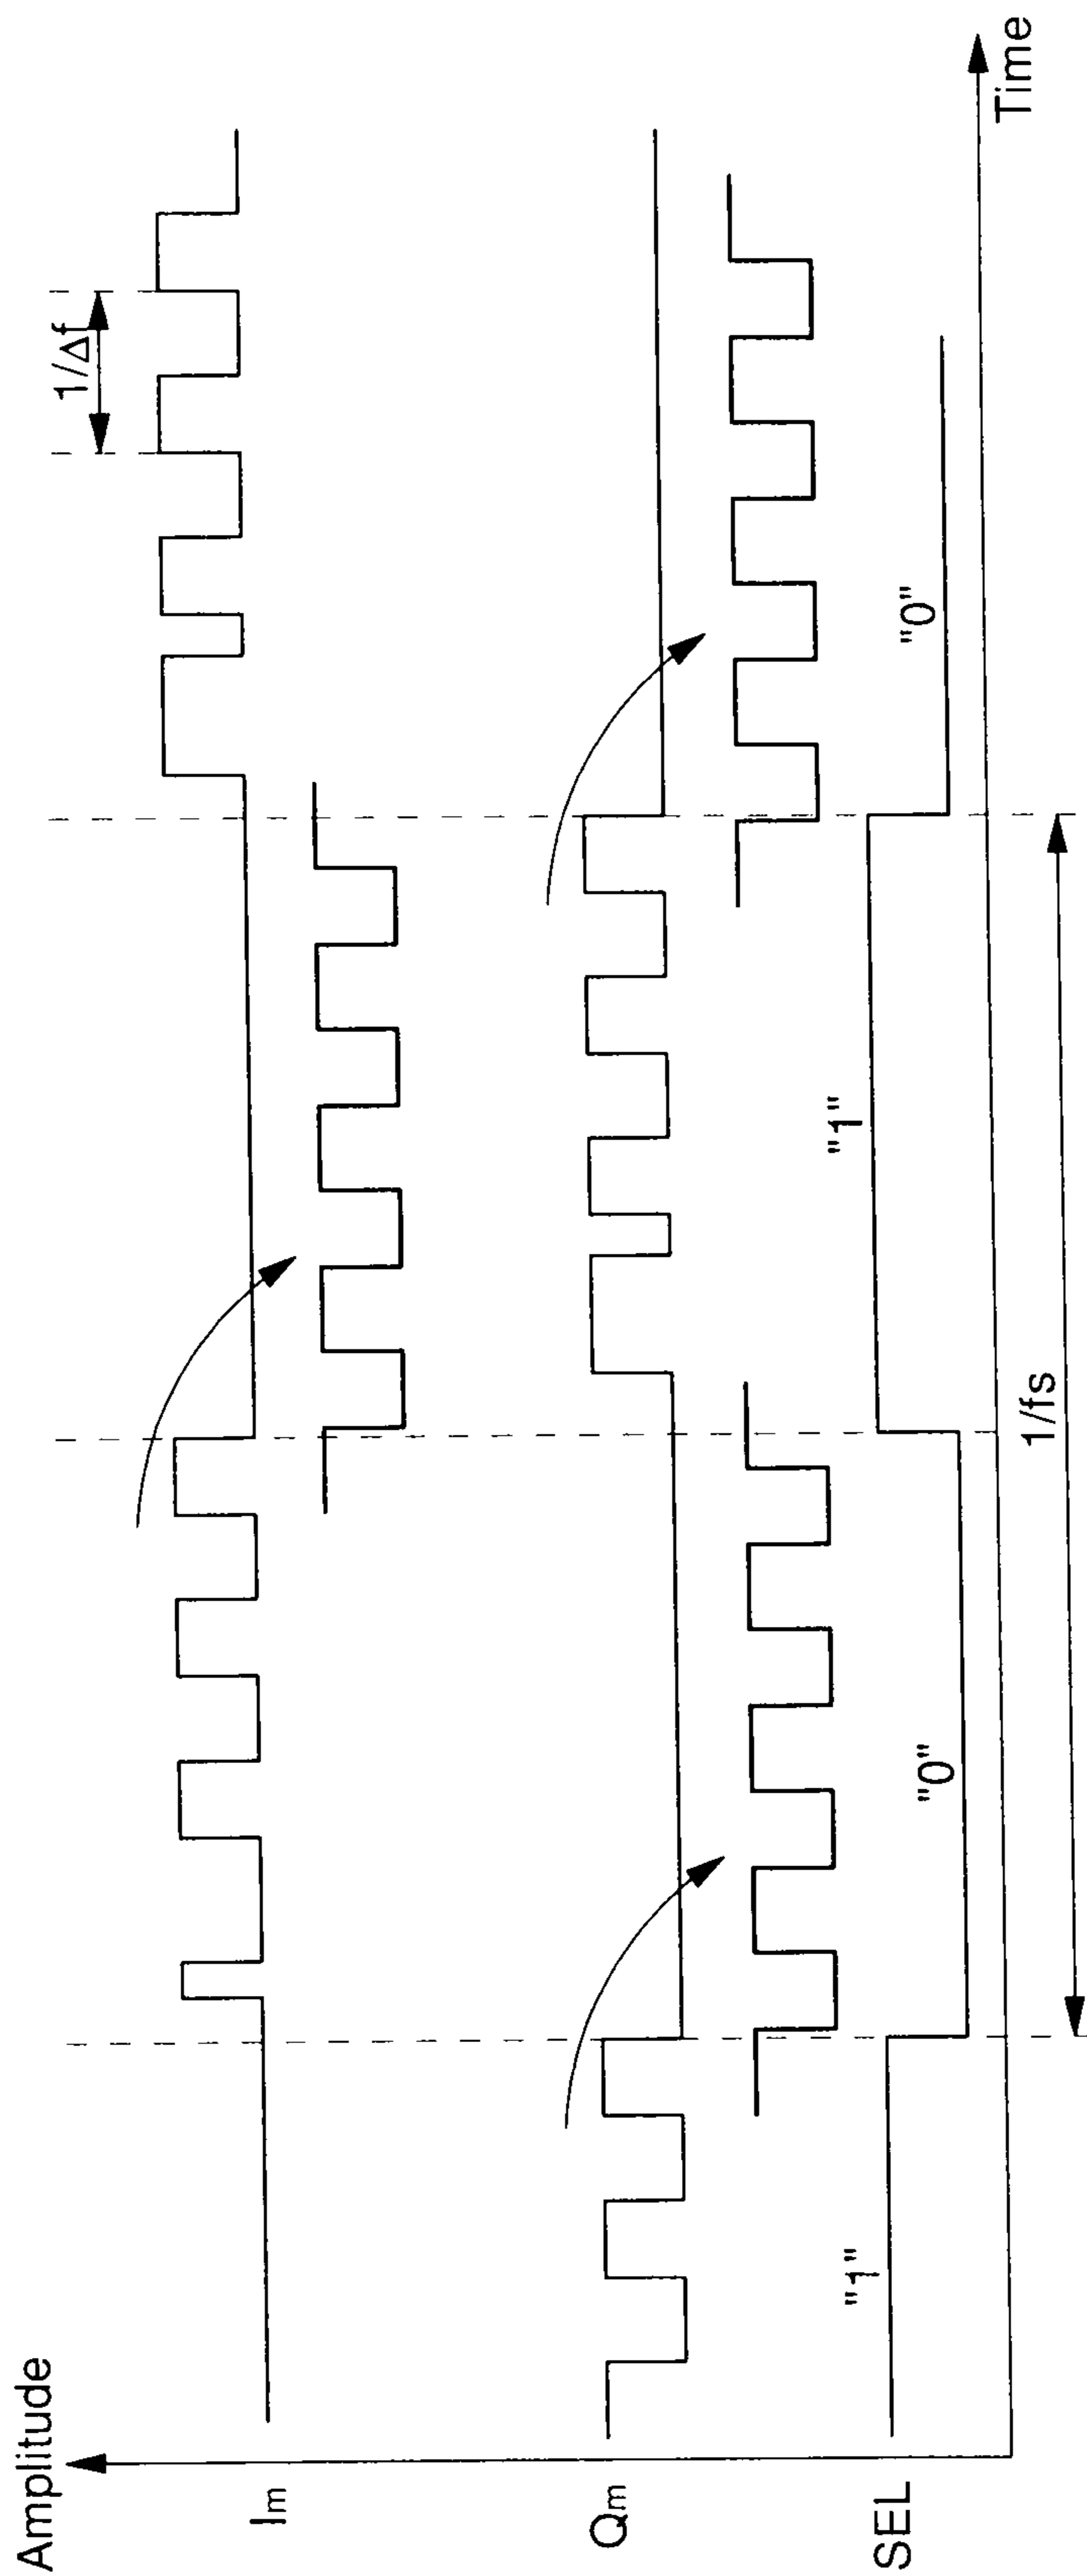 Amplitude
1/Δf
Im
Qm
SEL
"1"
"0"
"1"
"0"
1/fs
Time